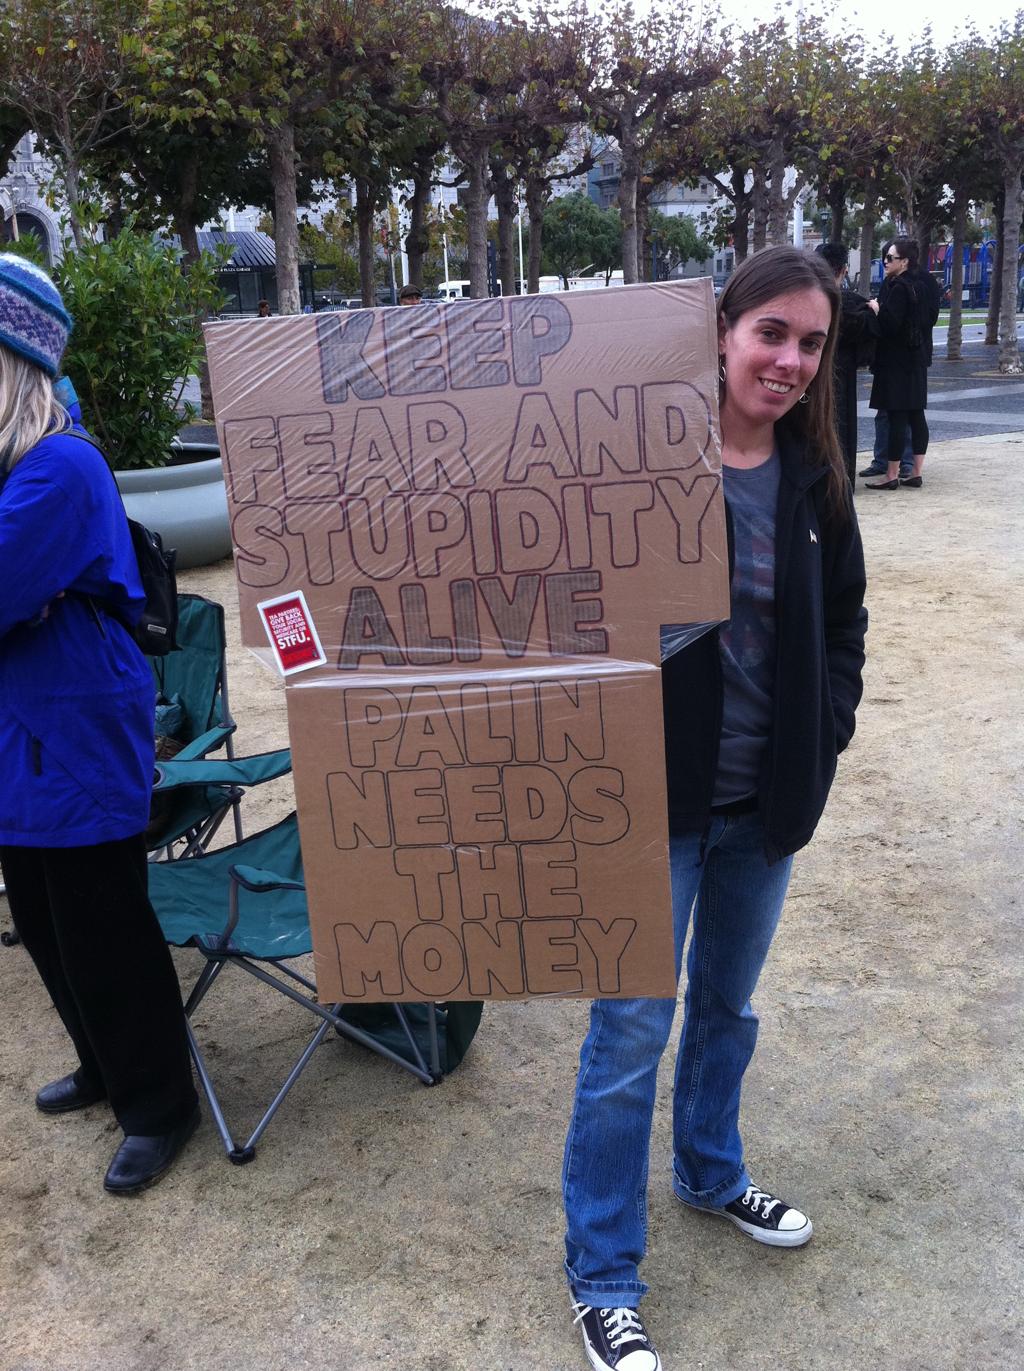 KEEP
FEAR AND
STUPIDITY
ALIVE
PALIN
NEEDS
THE
MONEY
TEA PARTIERS:
GIVE BACK
YOUR SOCIAL
SECURITY AND
MEDICARE OR
STFU.